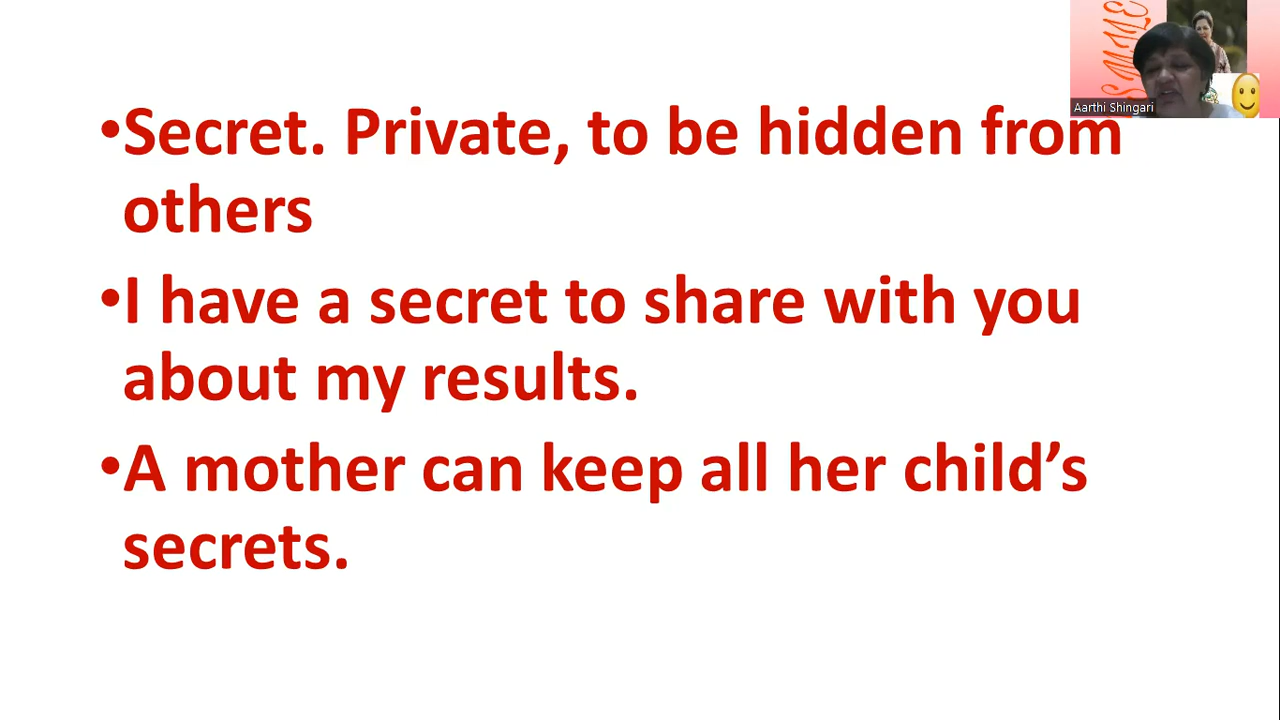 SMILE
Aarthi Shingari
•Secret. Private, to be hidden from
others
•I have a secret to share with you
about my results.
•A mother can keep all her child’s
secrets.